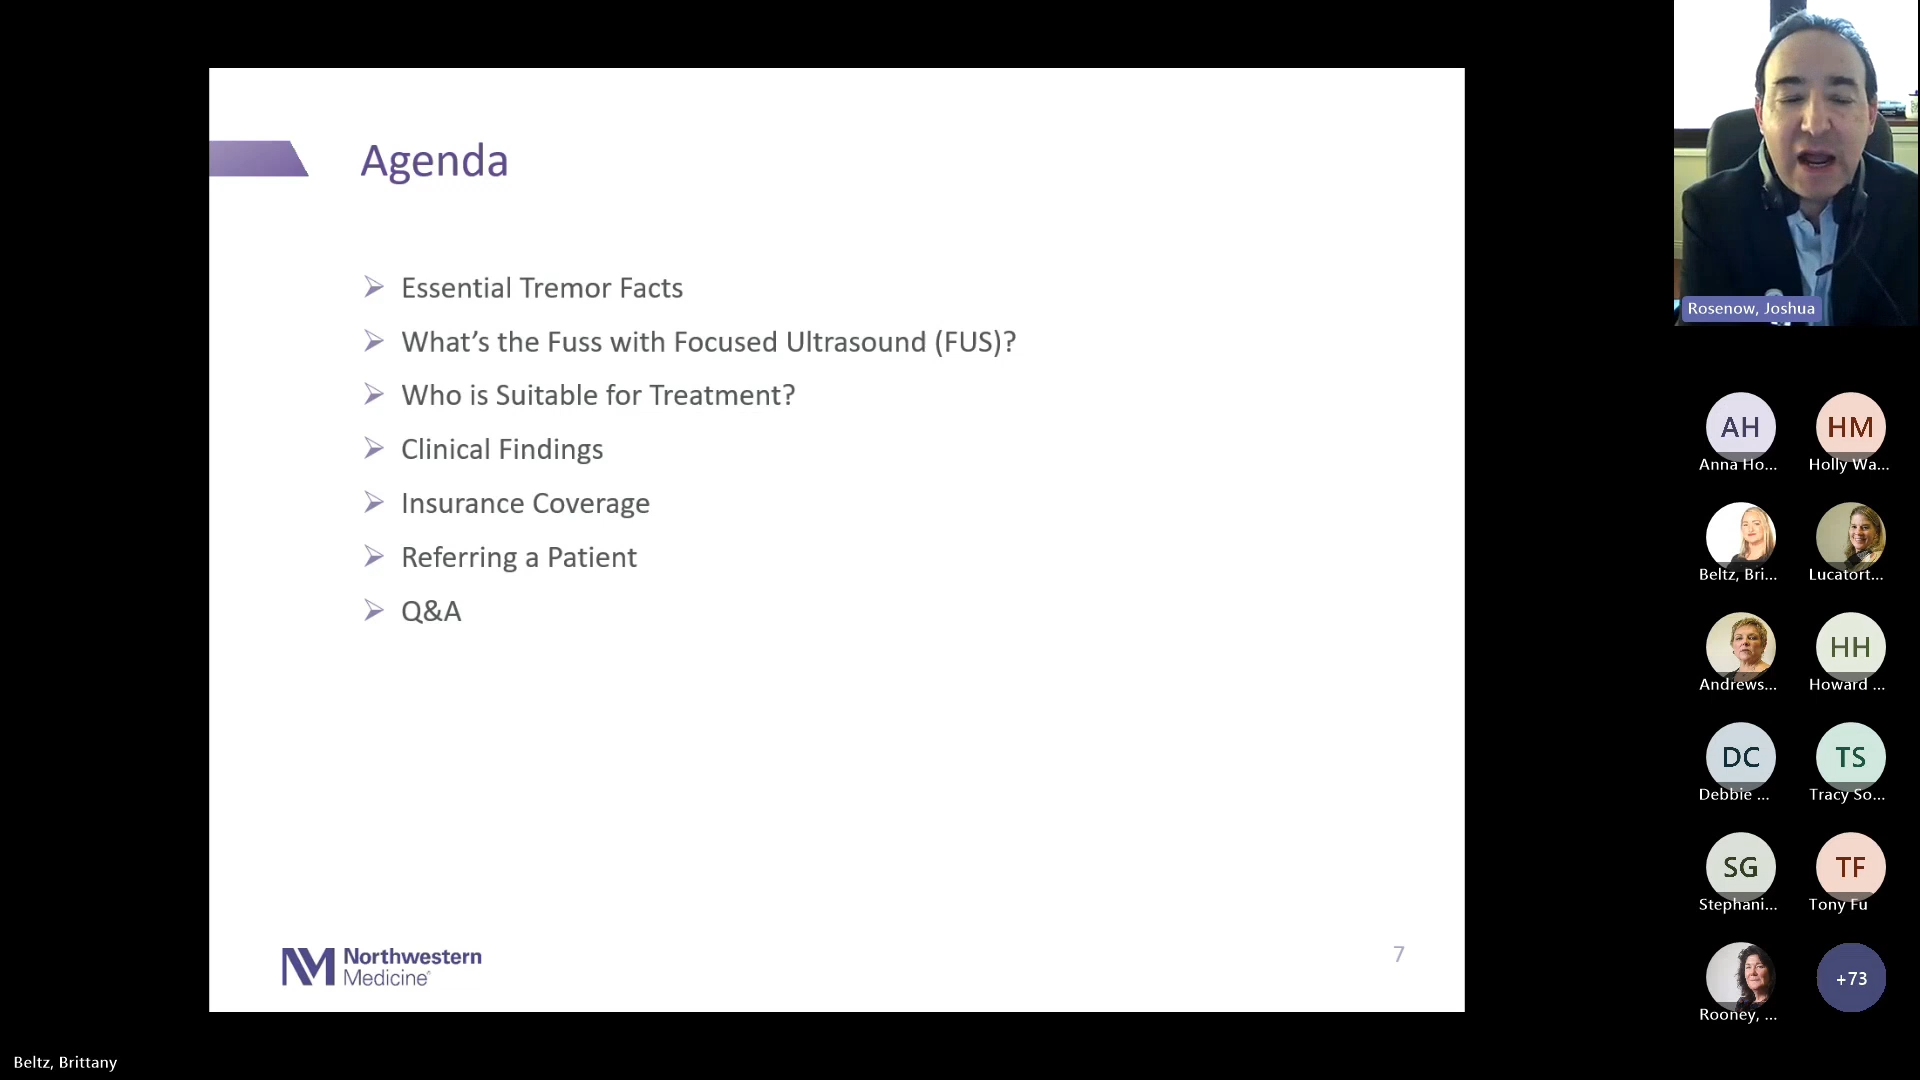 Agenda
Essential Tremor Facts
What's the Fuss with Focused Ultrasound (FUS)?
Who is Suitable for Treatment?
Clinical Findings
Insurance Coverage
Referring a Patient
Q&A
NM Northwestern
Medicine®
7
Rosenow, Joshua
AH HM
Anna Ho... Holly Wa...
Beltz, Bri... Lucatort...
HH
Andrews... Howard ...
DC TS
Debbie ... Tracy So...
SG TF
Stephani... Tony Fu
+73
Rooney, ...
Beltz, Brittany